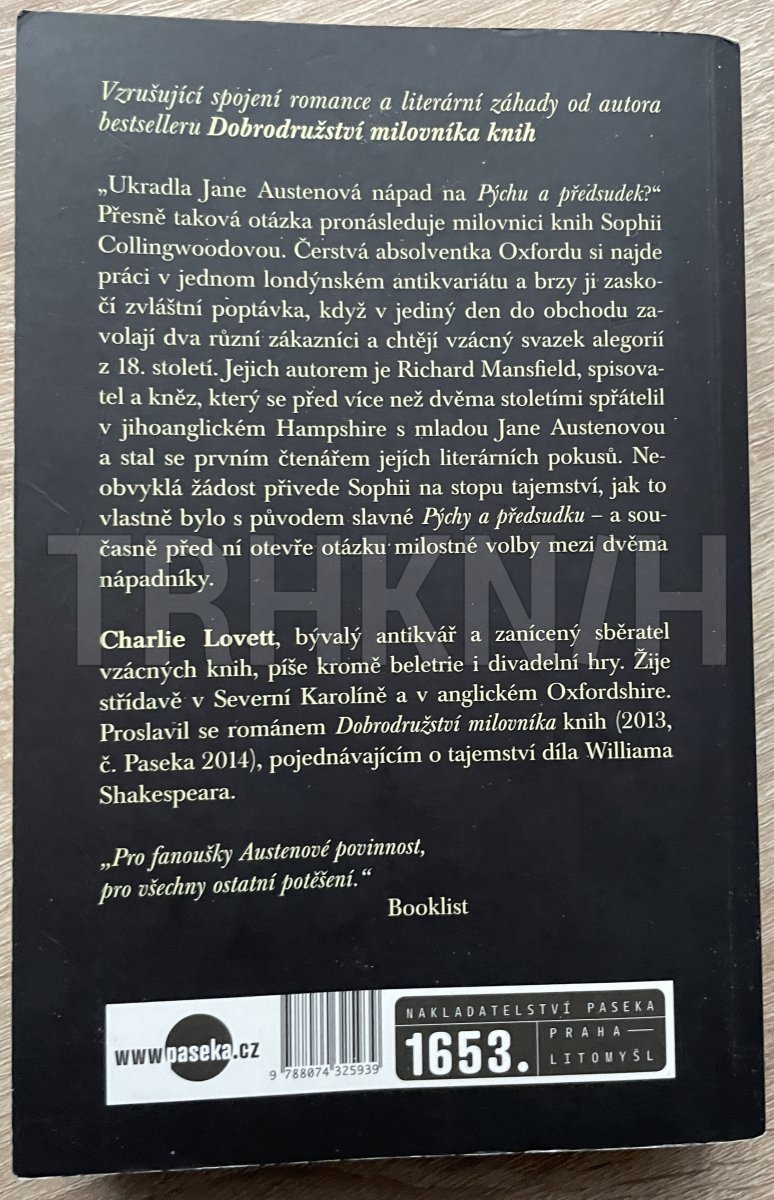 Vzrušující spojení romance a literární záhady od autora
bestselleru Dobrodružství milovníka knih
„Ukradla Jane Austenová nápad na Pýchu a předsudek?“
Přesně taková otázka pronásleduje milovnici knih Sophii
Collingwoodovou. Čerstvá absolventka Oxfordu si najde
práci v jednom londýnském antikvariátu a brzy ji zasko-
čí zvláštní poptávka, když v jediný den do obchodu za-
volají dva různí zákazníci a chtějí vzácný svazek alegorií
z 18. století. Jejich autorem je Richard Mansfield, spisova-
tel a kněz, který se před více než dvěma stoletími spřátelil
v jihoanglickém Hampshire s mladou Jane Austenovou
a stal se prvním čtenářem jejích literárních pokusů. Ne-
obvyklá žádost přivede Sophii na stopu tajemství, jak to
vlastně bylo s původem slavné Pýchy a předsudku – a sou-
časně před ní otevře otázku milostné volby mezi dvěma
nápadníky.
TRHKNIH
Charlie Lovett, bývalý antikvář a zanícený sběratel
vzácných knih, píše kromě beletrie i divadelní hry. Žije
střídavě v Severní Karolíně a v anglickém Oxfordshire.
Proslavil se románem Dobrodružství milovníka knih (2013,
č. Paseka 2014), pojednávajícím o tajemství díla Williama
Shakespeara.
„Pro fanoušky Austenové povinnost,
pro všechny ostatní potěšení.“
Booklist
www.paseka.cz
9 788074 325939
NAKLADATELSTVÍ PASEKA
1653.
PRAHA
LITOMYŠL